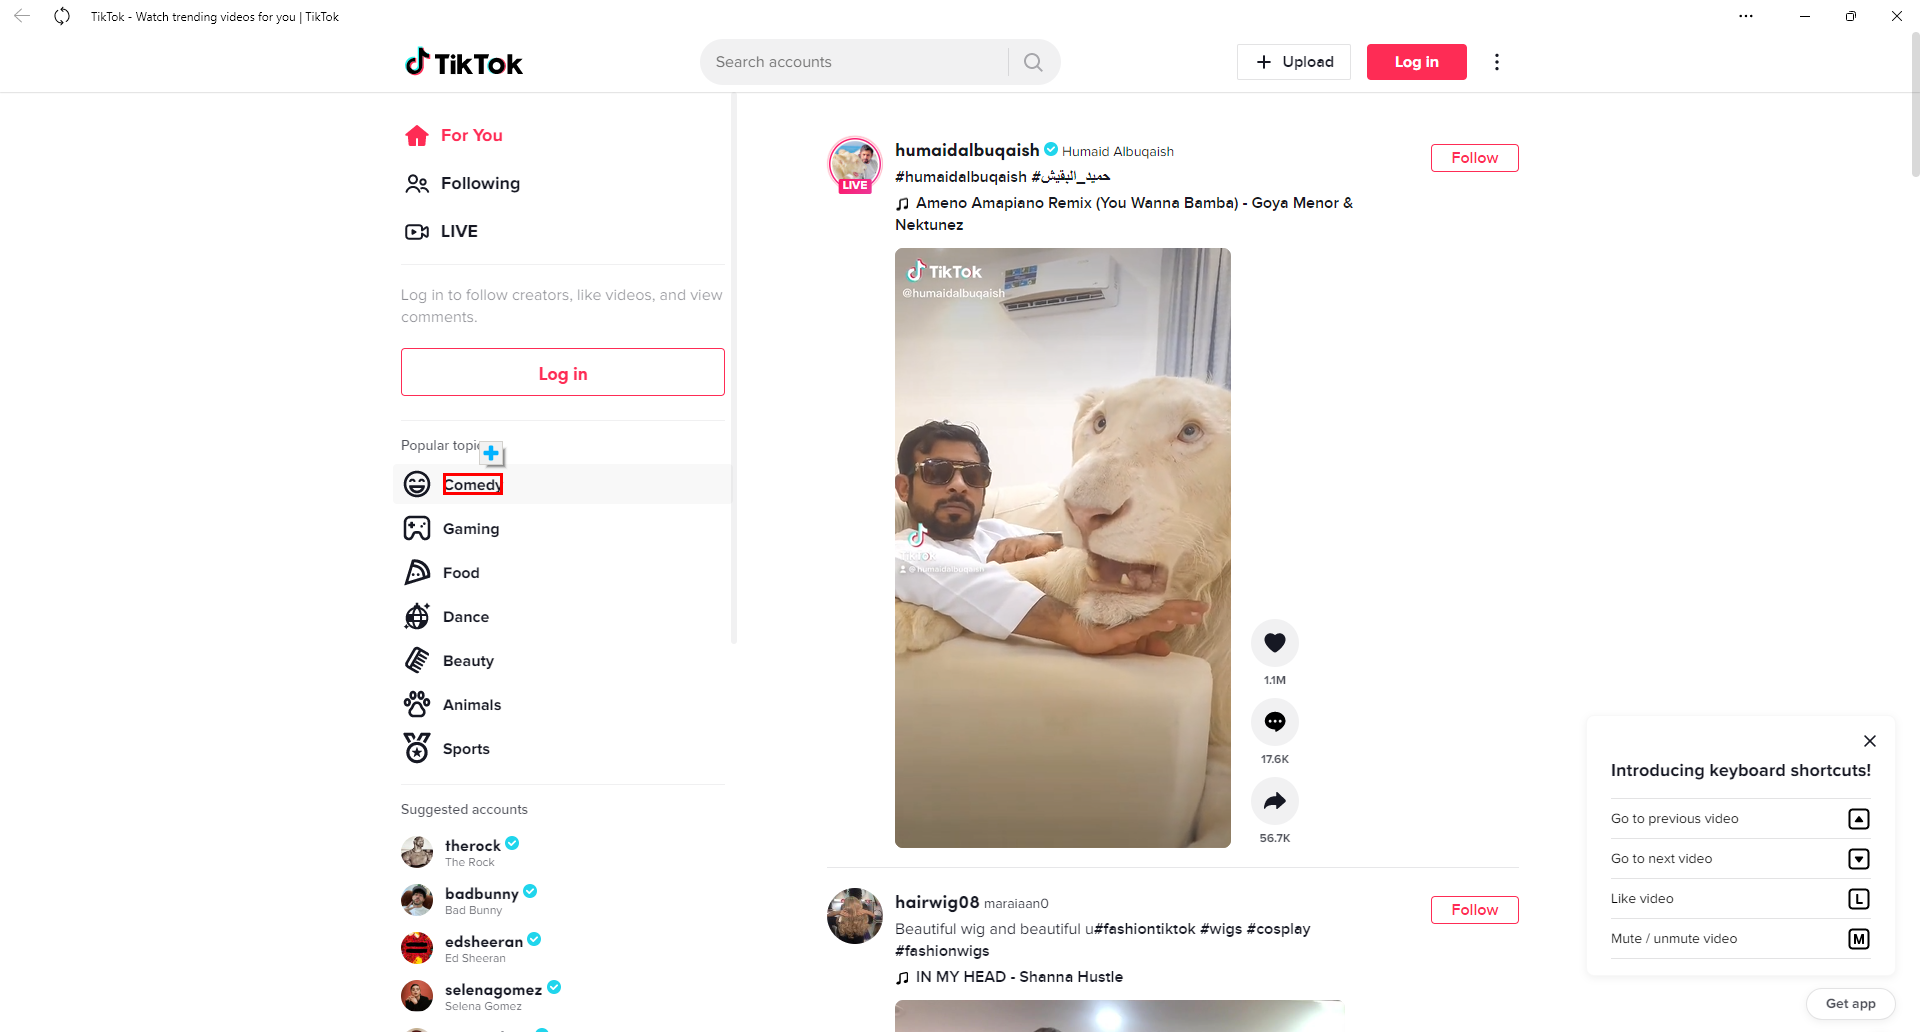 TikTok - Watch trending videos for you | TikTok
TikTok
Search accounts
Upload
Log in
For You
Following
LIVE
Log in to follow creators, like videos, and view
comments.
Log in
Popular
Comedy
Gaming
Food
Dance
Beauty
Animals
Sports
Suggested accounts
therock
The Rock
badbunny
Bad Bunny
edsheeran
Ed Sheeran
selenagomez
Selena Gomez
LIVE
humaidalbuqaish Humaid Albuqaish
#humaidalbuqaish #حميد_البقيش
Ameno Amapiano Remix (You Wanna Bamba) - Goya Menor &
Nektunez
Follow
TikTok
@humaidalbuqaish
TikTok
@humaidalbuqaish
1.1M
17.6K
56.7K
hairwig08 maraiaan0
Beautiful wig and beautiful u#fashiontiktok #wigs #cosplay
#fashionwigs
IN MY HEAD - Shanna Hustle
Follow
Introducing keyboard shortcuts!
Go to previous video
Go to next video
Like video L
Mute / unmute video M
Get app